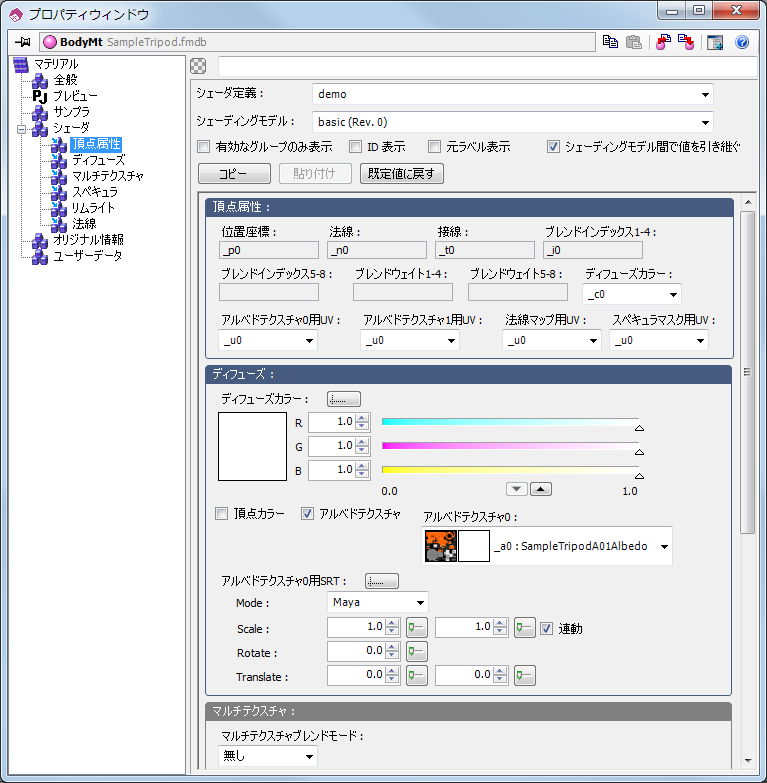 プロパティウィンドウ
BodyMt SampleTripod.fmdb
マテリアル
全般
プレビュー
サンプラ
シェーダ
頂点属性
ディフューズ
マルチテクスチャ
スペキュラ
リムライト
法線
オリジナル情報
ユーザーデータ
シェーダ定義： demo
シェーディングモデル： basic (Rev. 0)
有効なグループのみ表示 ID 表示 元ラベル表示 シェーディングモデル間で値を引き継ぐ
コピー 貼り付け 既定値に戻す
頂点属性：
位置座標： 法線： 接線： ブレンドインデックス1-4：
_p0 _n0 _t0 _i0
ブレンドインデックス5-8： ブレンドウェイト1-4： ブレンドウェイト5-8： ディフューズカラー：
_c0
アルベドテクスチャ0用UV： アルベドテクスチャ1用UV： 法線マップ用UV： スペキュラマスク用UV：
_u0 _u0 _u0 _u0
ディフューズ：
ディフューズカラー：
R 1.0
G 1.0
B 1.0
0.0 1.0
頂点カラー アルベドテクスチャ アルベドテクスチャ0：
_a0 : SampleTripodA01Albedo
アルベドテクスチャ0用SRT：
Mode : Maya
Scale : 1.0 1.0 連動
Rotate : 0.0
Translate : 0.0 0.0
マルチテクスチャ：
マルチテクスチャブレンドモード：
無し